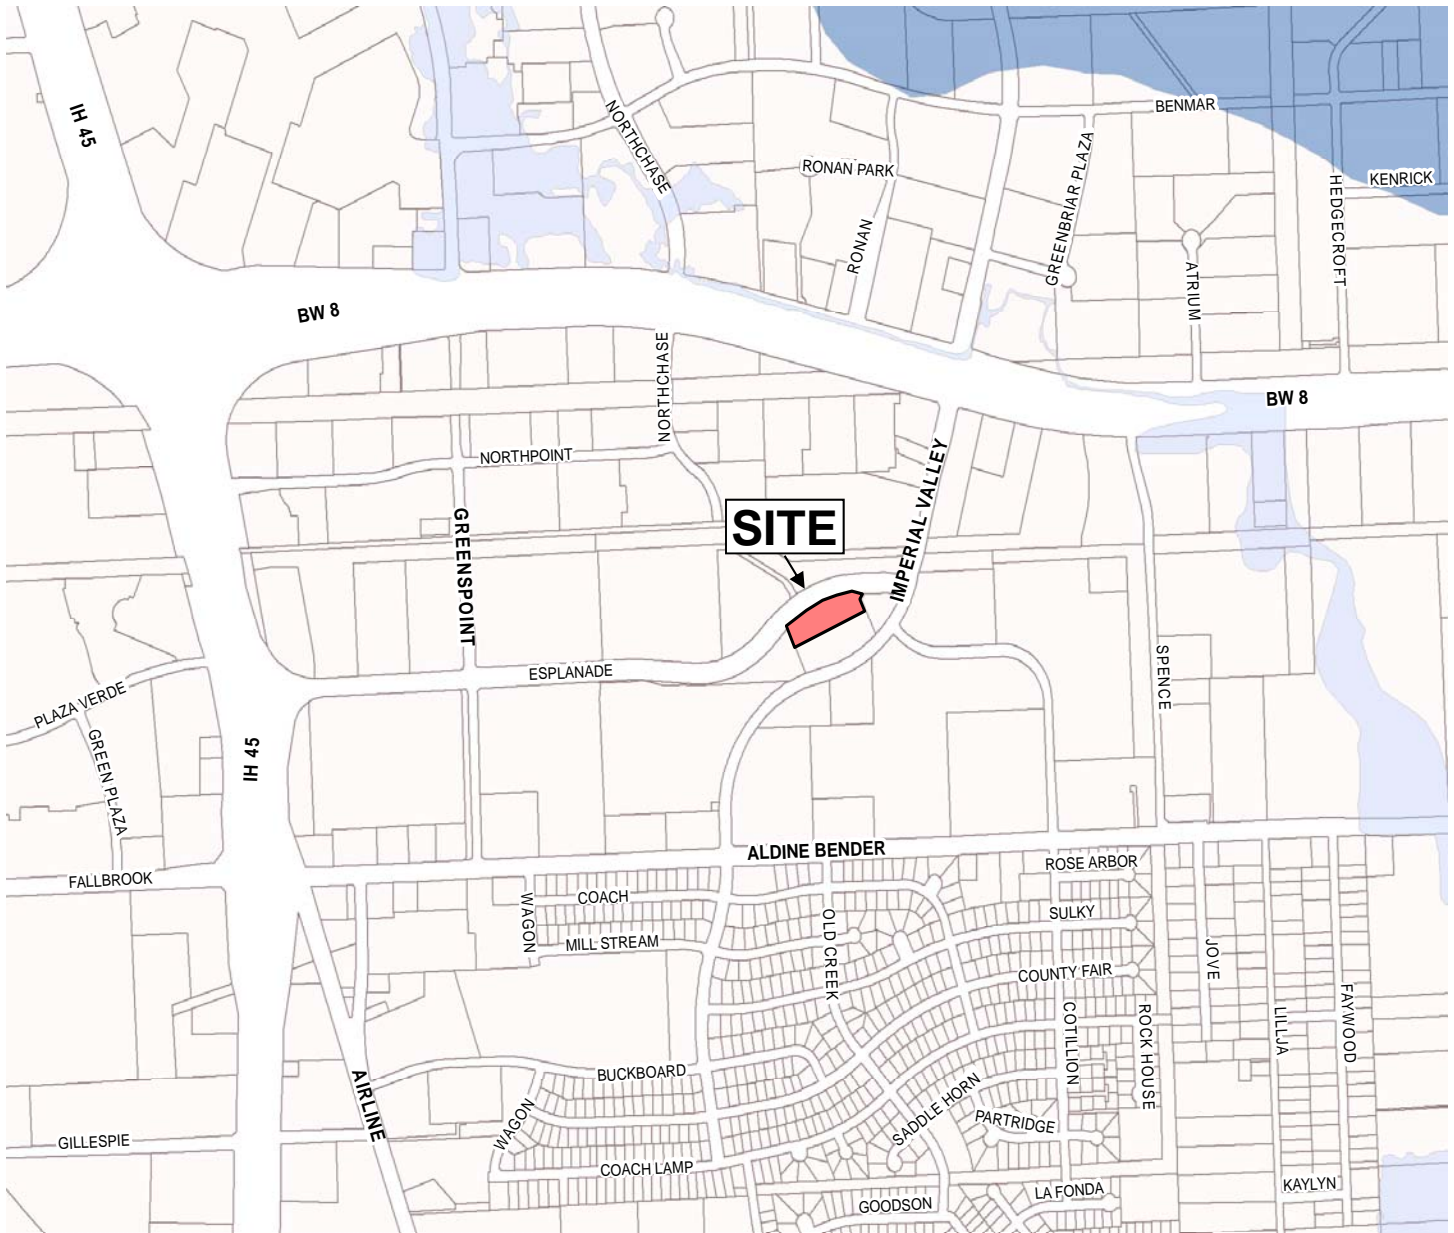 IH 45
NORTHCHASE
BENMAR
RONAN PARK
KENRICK
GREENBRIAR PLAZA
HEDGECROFT
RONAN
ATRIUM
BW 8
NORTHCHASE
BW 8
NORTHPOINT
IMPERIAL VALLEY
SITE
GREENSPOINT
ESPLANADE
SPENCE
PLAZA VERDE
GREEN PLAZA
IH 45
ALDINE BENDER
ROSE ARBOR
FALLBROOK
COACH
WAGON
OLD CREEK
SULKY
MILL STREAM
JOVE
COUNTY FAIR
COTILLION
ROCK HOUSE
LILLJA
FAYWOOD
BUCKBOARD
AIRLINE
WAGON
SADDLE HORN
PARTRIDGE
GILLESPIE
COACH LAMP
LA FONDA
KAYLYN
GOODSON